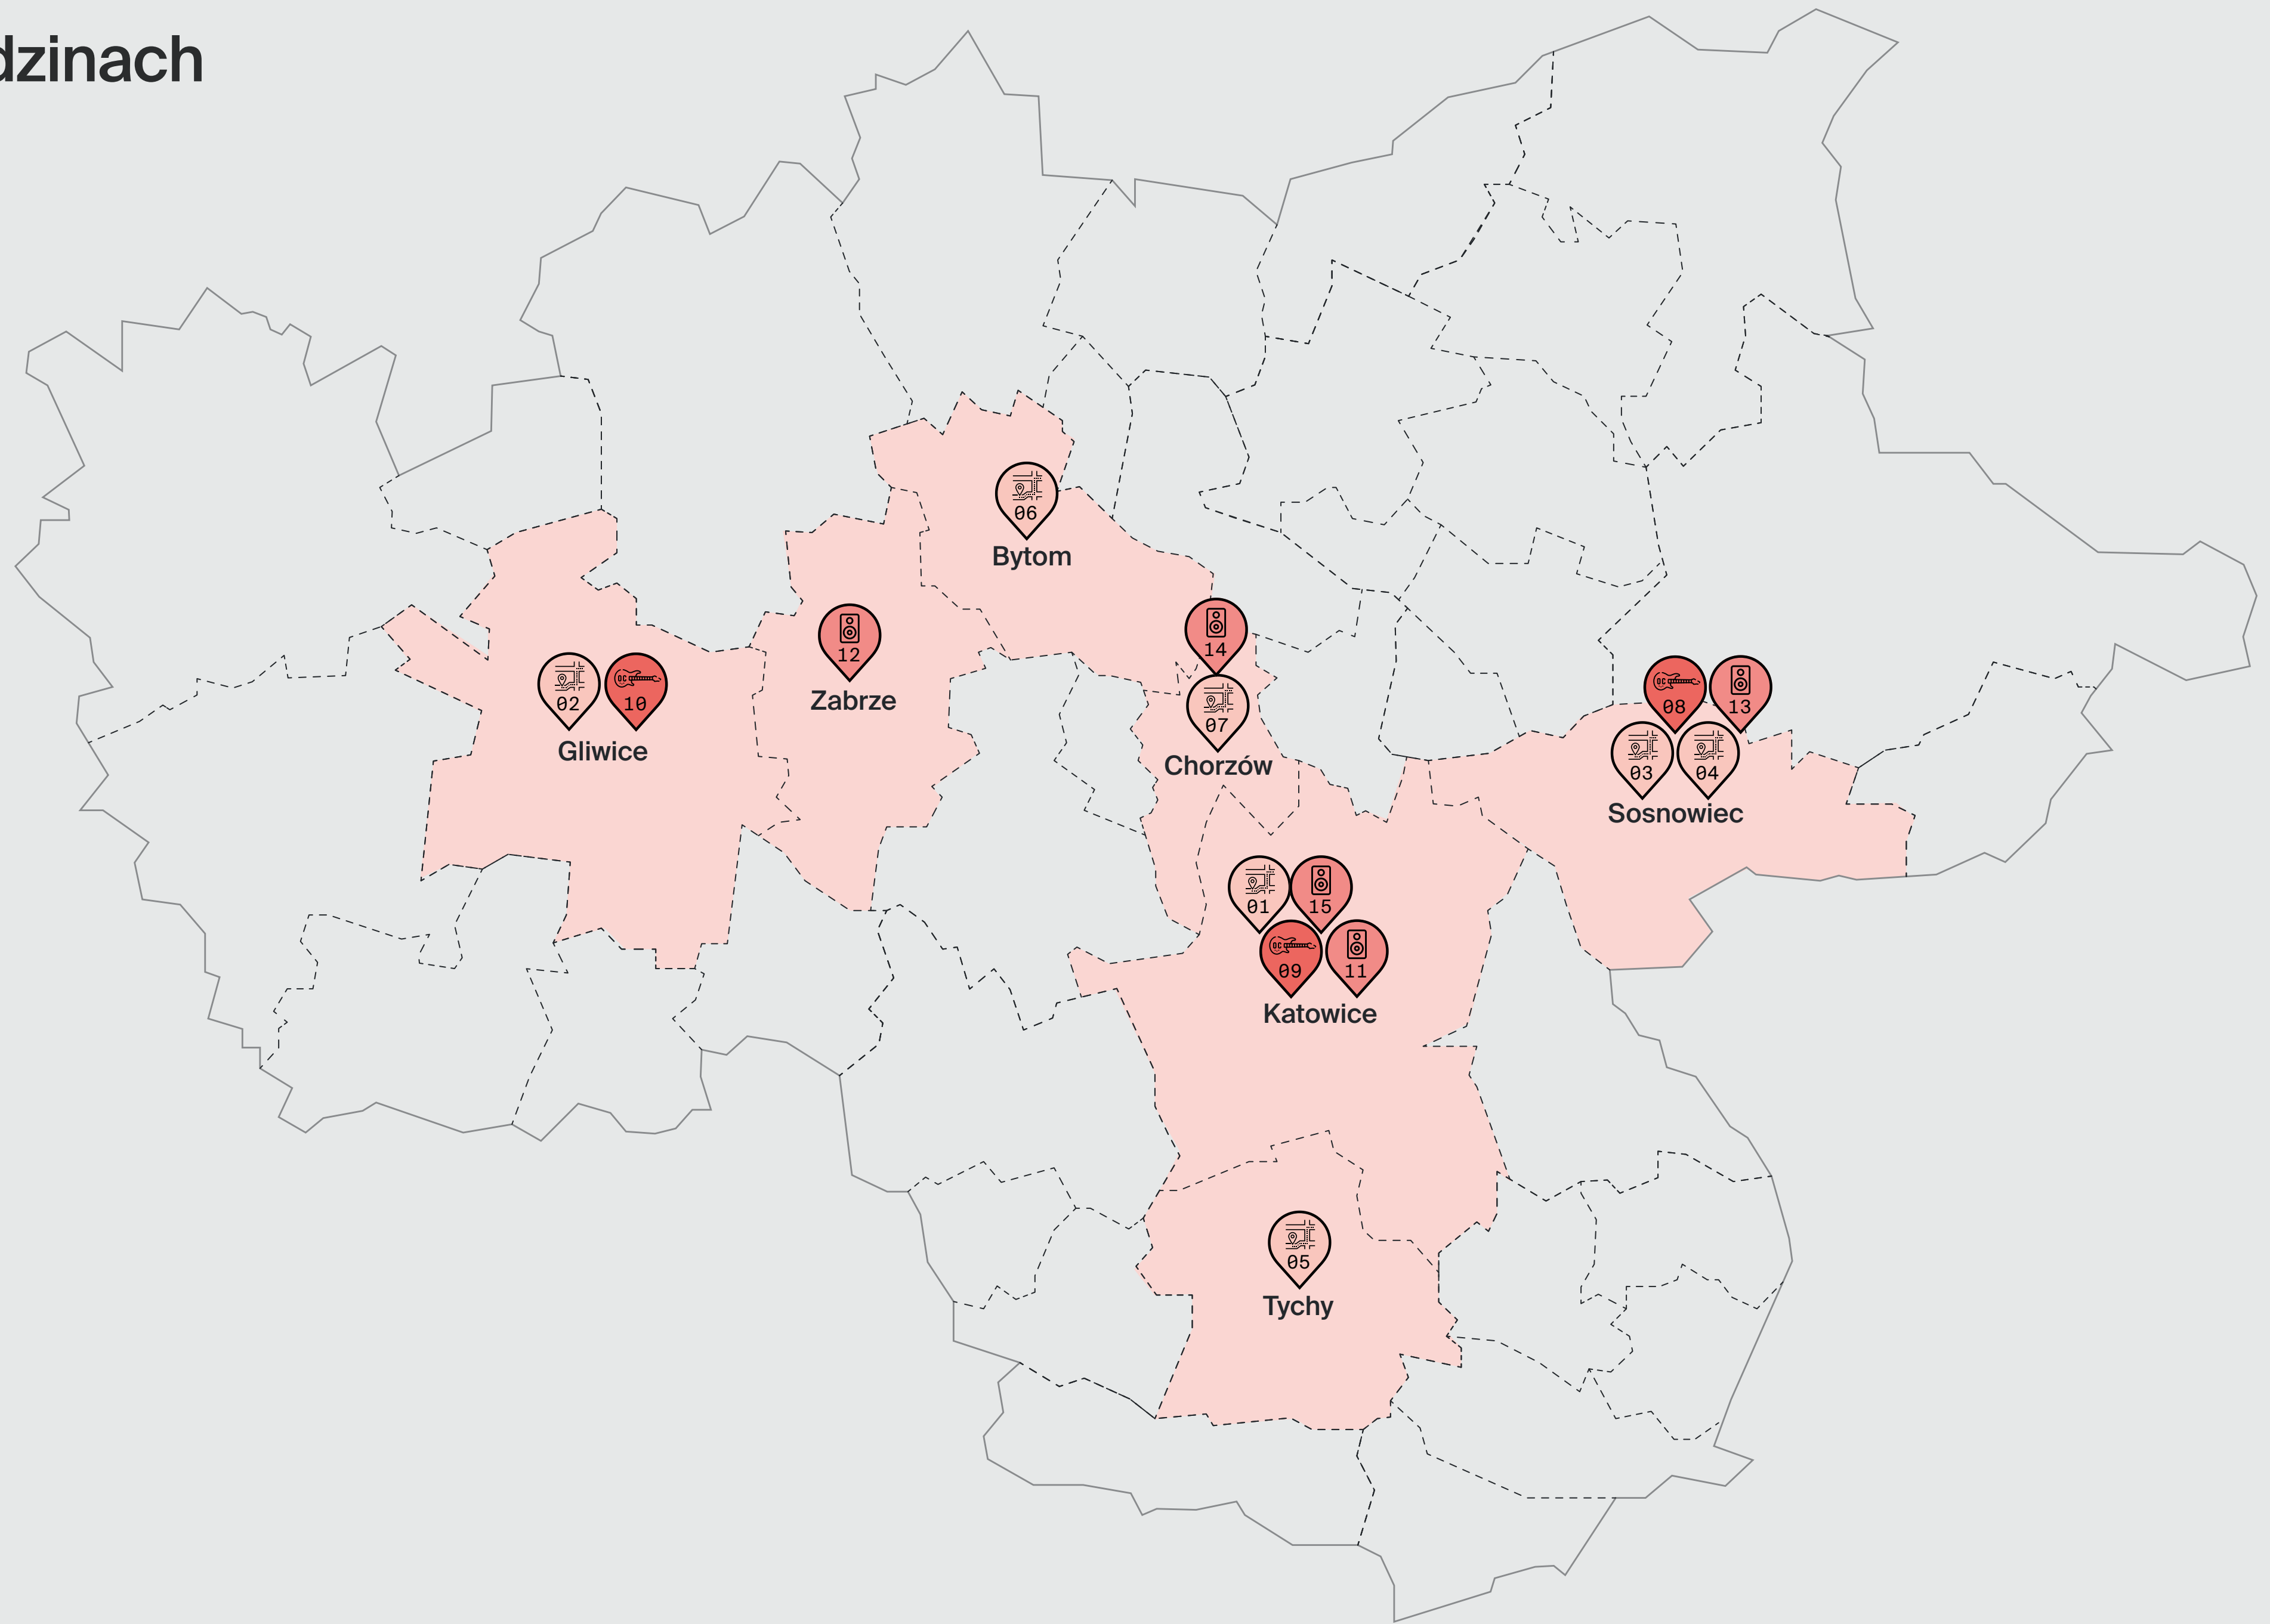 dzinach
06
Bytom
12
Zabrze
14
07
Chorzów
02 10
Gliwice
08 13
03 04
Sosnowiec
01 15
09 11
Katowice
05
Tychy